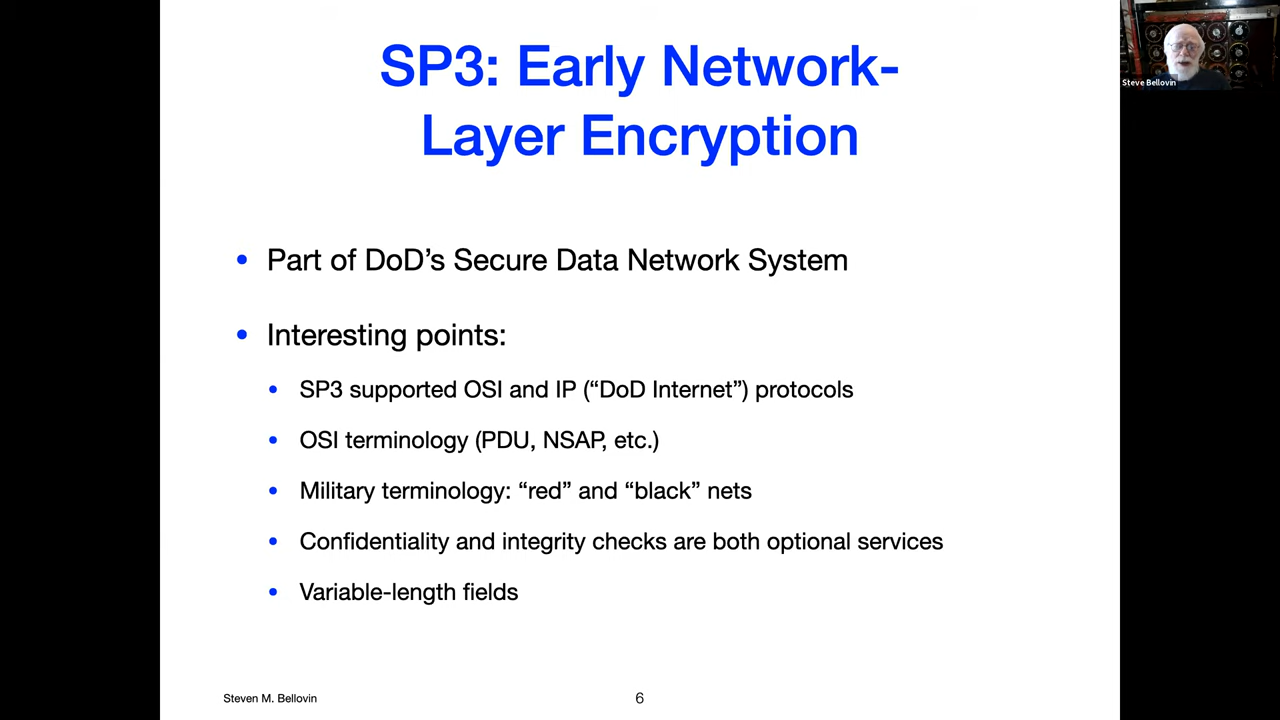 SP3: Early Network-
Layer Encryption
Steve Bellovin
• Part of DoD’s Secure Data Network System
• Interesting points:
• SP3 supported OSI and IP (“DoD Internet”) protocols
• OSI terminology (PDU, NSAP, etc.)
• Military terminology: “red” and “black” nets
• Confidentiality and integrity checks are both optional services
• Variable-length fields
Steven M. Bellovin
6